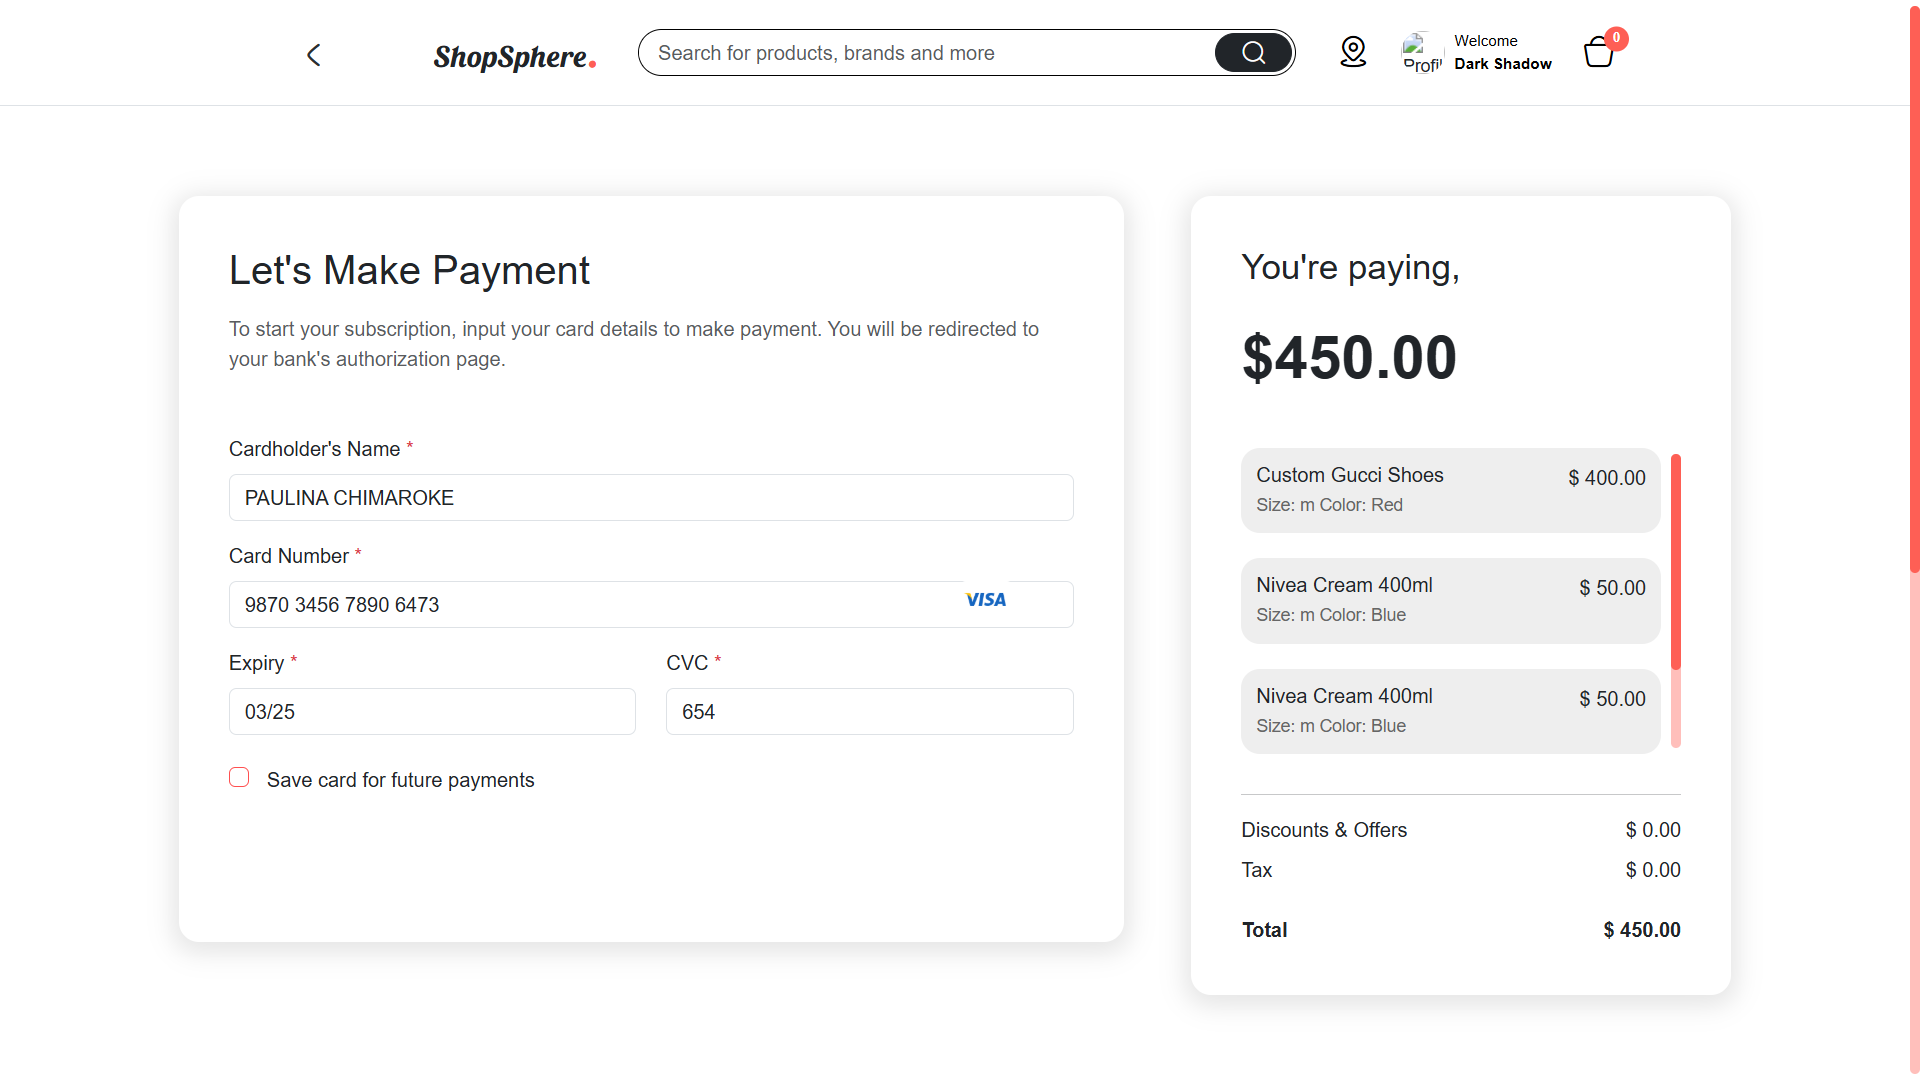 ShopSphere.
Search for products, brands and more
Profil
Welcome
Dark Shadow
0
Let's Make Payment
To start your subscription, input your card details to make payment. You will be redirected to
your bank's authorization page.
Cardholder's Name *
PAULINA CHIMAROKE
Card Number *
9870 3456 7890 6473
VISA
Expiry *
CVC *
03/25
654
Save card for future payments
You're paying,
$450.00
Custom Gucci Shoes
$ 400.00
Size: m Color: Red
Nivea Cream 400ml
$ 50.00
Size: m Color: Blue
Nivea Cream 400ml
$ 50.00
Size: m Color: Blue
Discounts & Offers
$ 0.00
Tax
$ 0.00
Total
$ 450.00